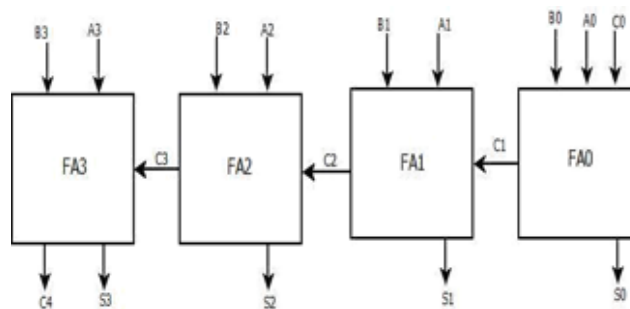 B3 A3 B2 A2 B1 A1 B0 A0 C0
FA3 C3 FA2 C2 FA1 C1 FA0
C4 S3 S2 S1 S0